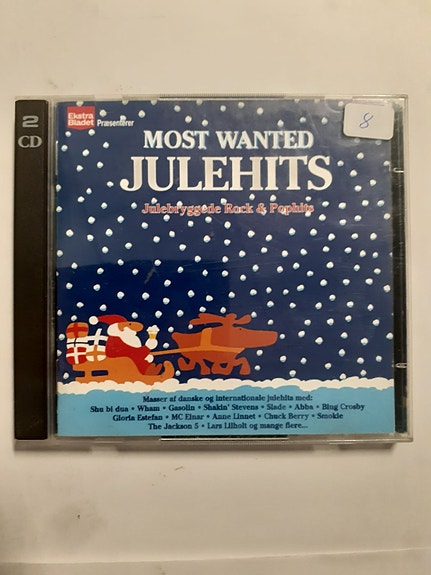 2
CD
Ekstra
Bladet
Præsenterer
8
MOST WANTED
JULEHITS
Julebryggede Rock & Pophits
Masser af danske og internationale julehits med:
Shu bi dua • Wham • Gasolin • Shakin' Stevens • Slade • Abba • Bing Crosby
Gloria Estefan • MC Einar • Anne Linnet • Chuck Berry • Smokie
The Jackson 5 • Lars Lilholt og mange flere...